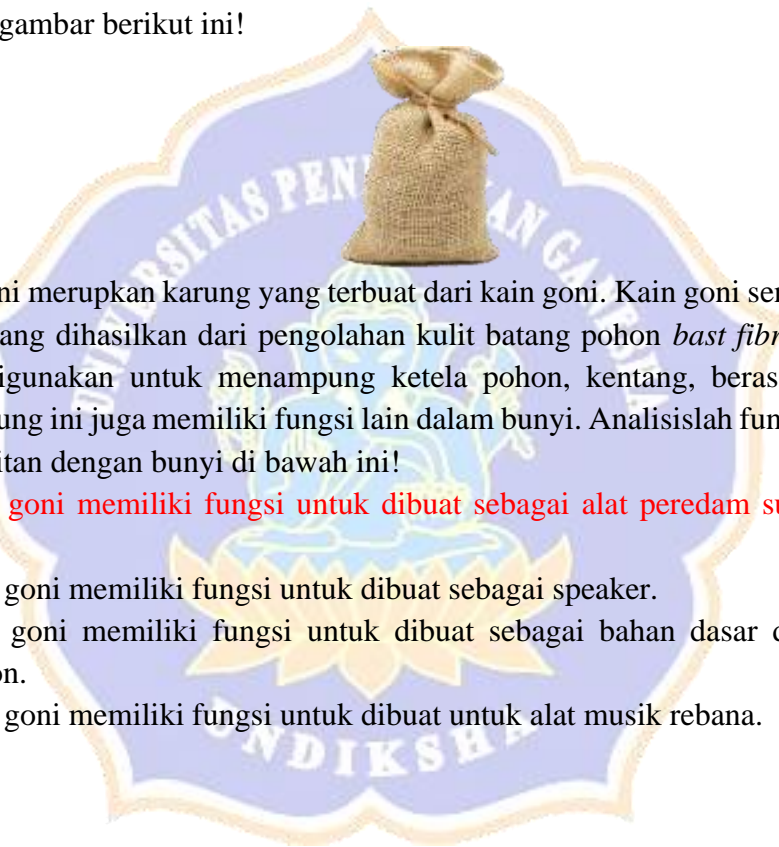 gambar berikut ini!
ni merupkan karung yang terbuat dari kain goni. Kain goni
ang dihasilkan dari pengolahan kulit batang pohon bast
igunakan untuk menampung ketela pohon, kentang, beras
ung ini juga memiliki fungsi lain dalam bunyi. Analisislah
itan dengan bunyi di bawah ini!
goni memiliki fungsi untuk dibuat sebagai alat peredam
goni memiliki fungsi untuk dibuat sebagai speaker.
goni memiliki fungsi untuk dibuat sebagai bahan dasar
on.
goni memiliki fungsi untuk dibuat untuk alat musik rebana.
UNDIKSHA